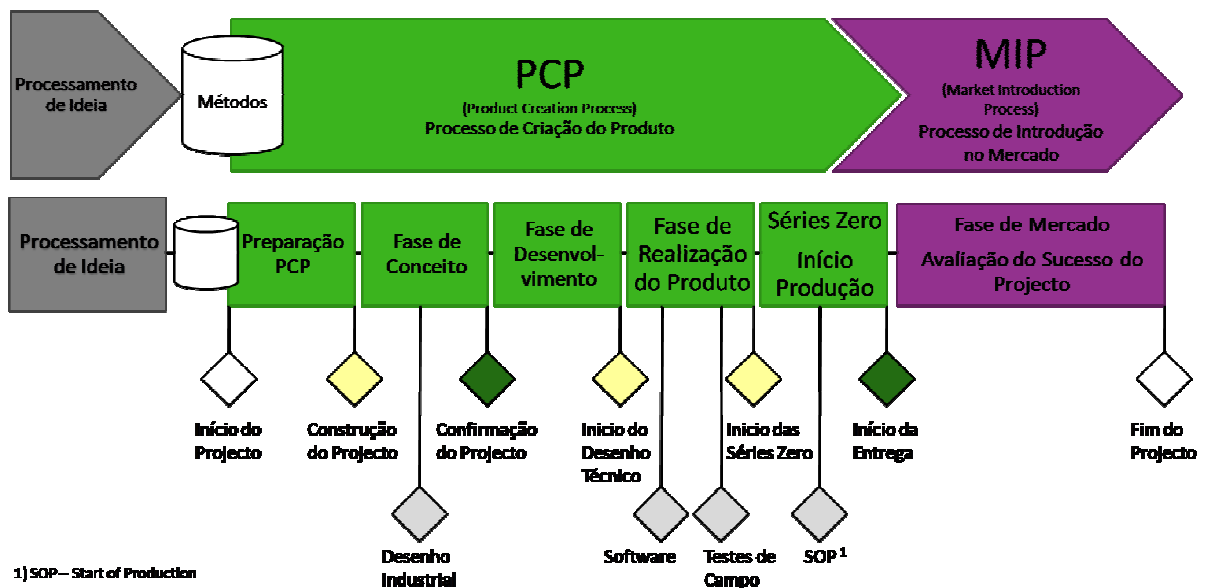 Processamento
de Ideia
Métodos
PCP
(Product Creation Process)
Processo de Criação do Produto
MIP
(Market Introduction
Process)
Processo de Introdução
no Mercado
Processamento
de Ideia
Preparação
PCP
Fase de
Conceito
Fase de
Desenvol-
vimento
Fase de
Realização
do Produto
Séries Zero
Início
Produção
Fase de Mercado
Avaliação do Sucesso do
Projecto
Início do
Projecto
Construção
do Projecto
Confirmação
do Projecto
Inicio do
Desenho
Técnico
Inicio das
Séries Zero
Início da
Entrega
Fim do
Projecto
Desenho
Industrial
Software
Testes de
Campo
SOP 1
1) SOP – Start of Production